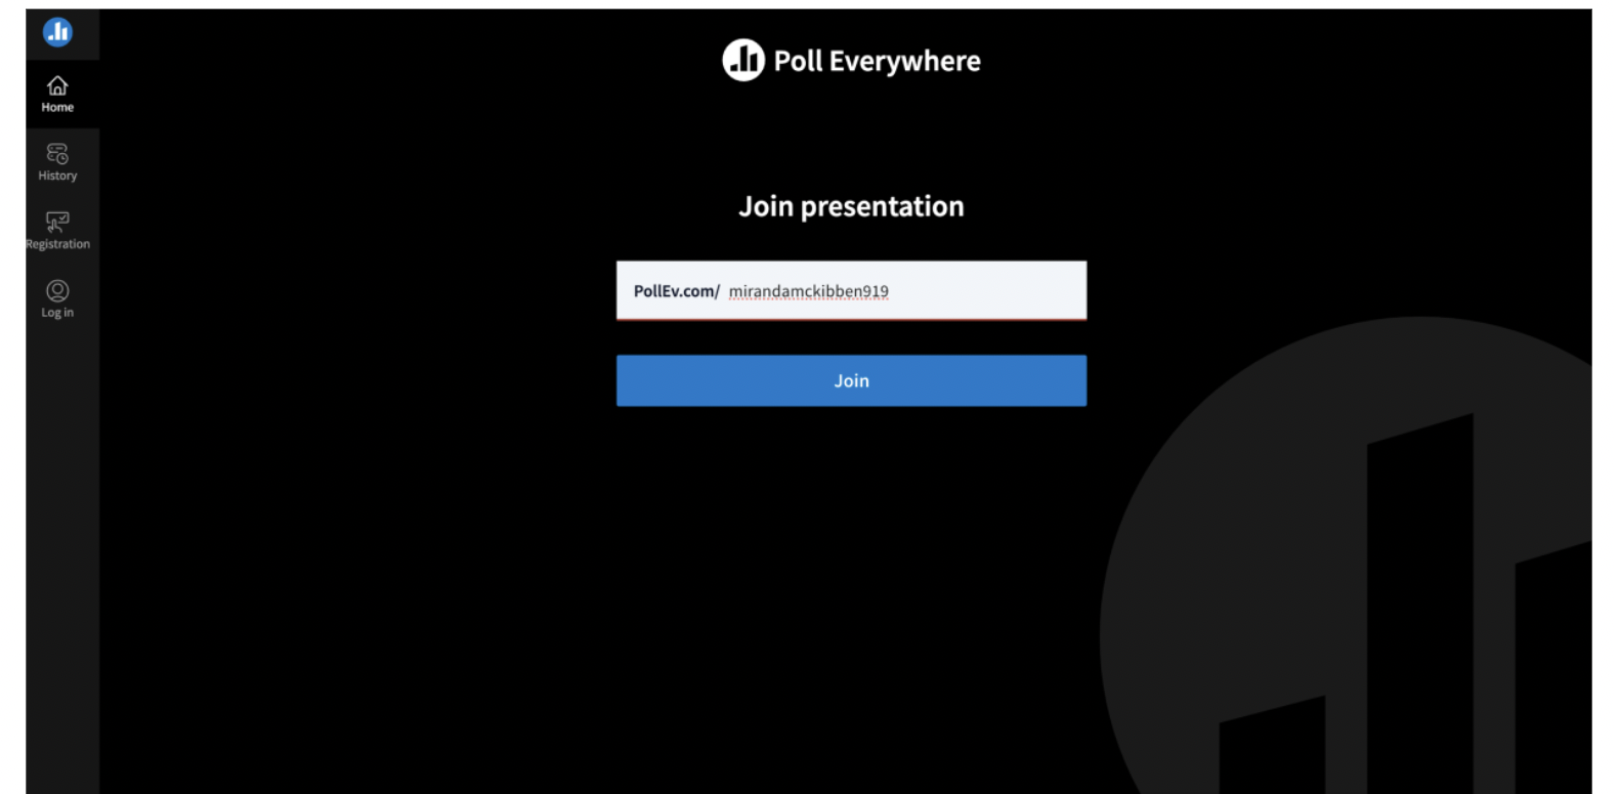 Home
History
Registration
Log in
Poll Everywhere
Join presentation
PollEv.com/ mirandamckibben919
Join